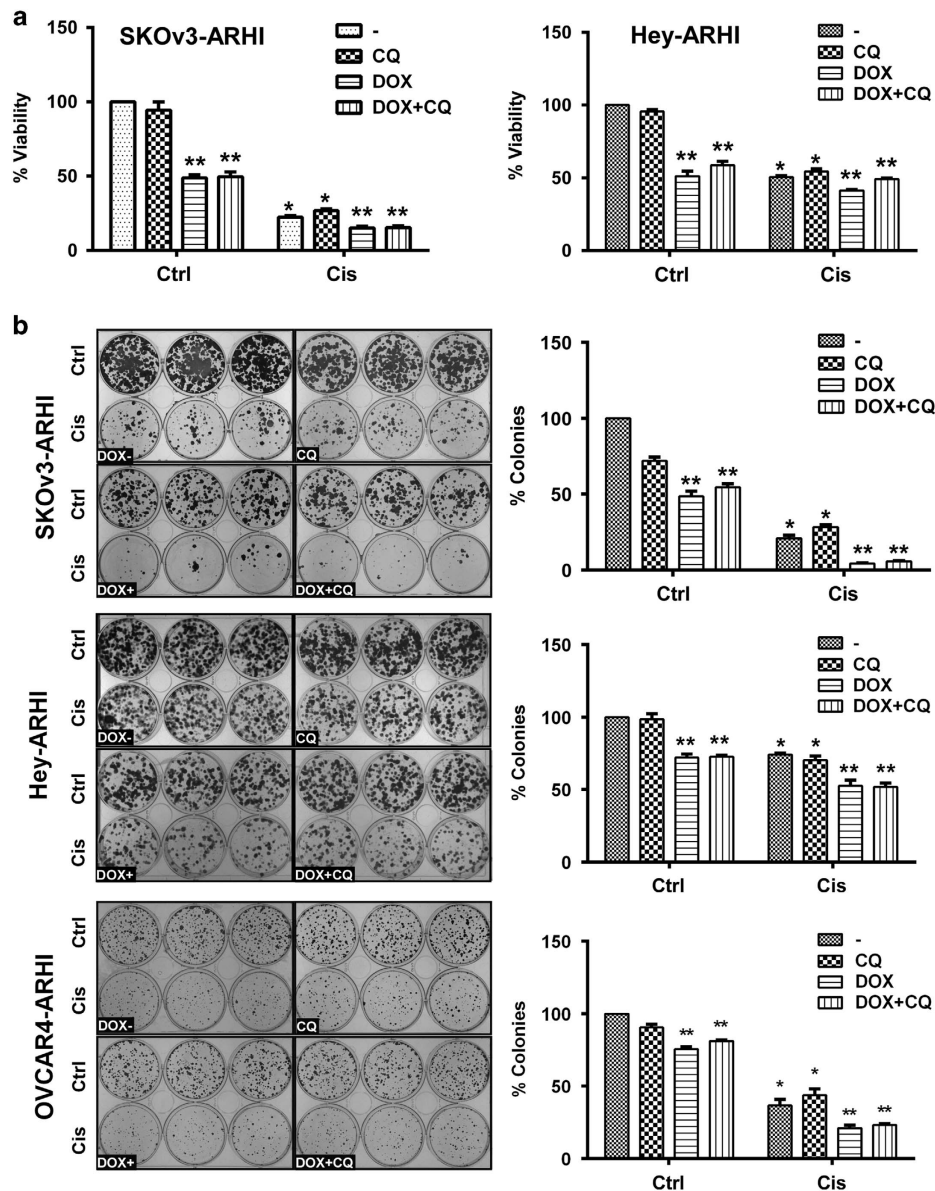 a
SKOv3-ARHI
% Viability
150
100
50
0
-
CQ
DOX
DOX+CQ
** **
* * ** **
Ctrl Cis
Hey-ARHI
% Viability
150
100
50
0
-
CQ
DOX
DOX+CQ
** **
* * ** **
Ctrl Cis
b
SKOv3-ARHI
Ctrl
Cis
DOX- CQ
Ctrl
Cis
DOX+ DOX+CQ
% Colonies
150
100
50
0
-
CQ
DOX
DOX+CQ
** **
* * ** **
Ctrl Cis
Hey-ARHI
Ctrl
Cis
DOX- CQ
Ctrl
Cis
DOX+ DOX+CQ
% Colonies
150
100
50
0
-
CQ
DOX
DOX+CQ
** **
* * ** **
Ctrl Cis
OVCAR4-ARHI
Ctrl
Cis
DOX- CQ
Ctrl
Cis
DOX+ DOX+CQ
% Colonies
150
100
50
0
-
CQ
DOX
DOX+CQ
** **
* * ** **
Ctrl Cis